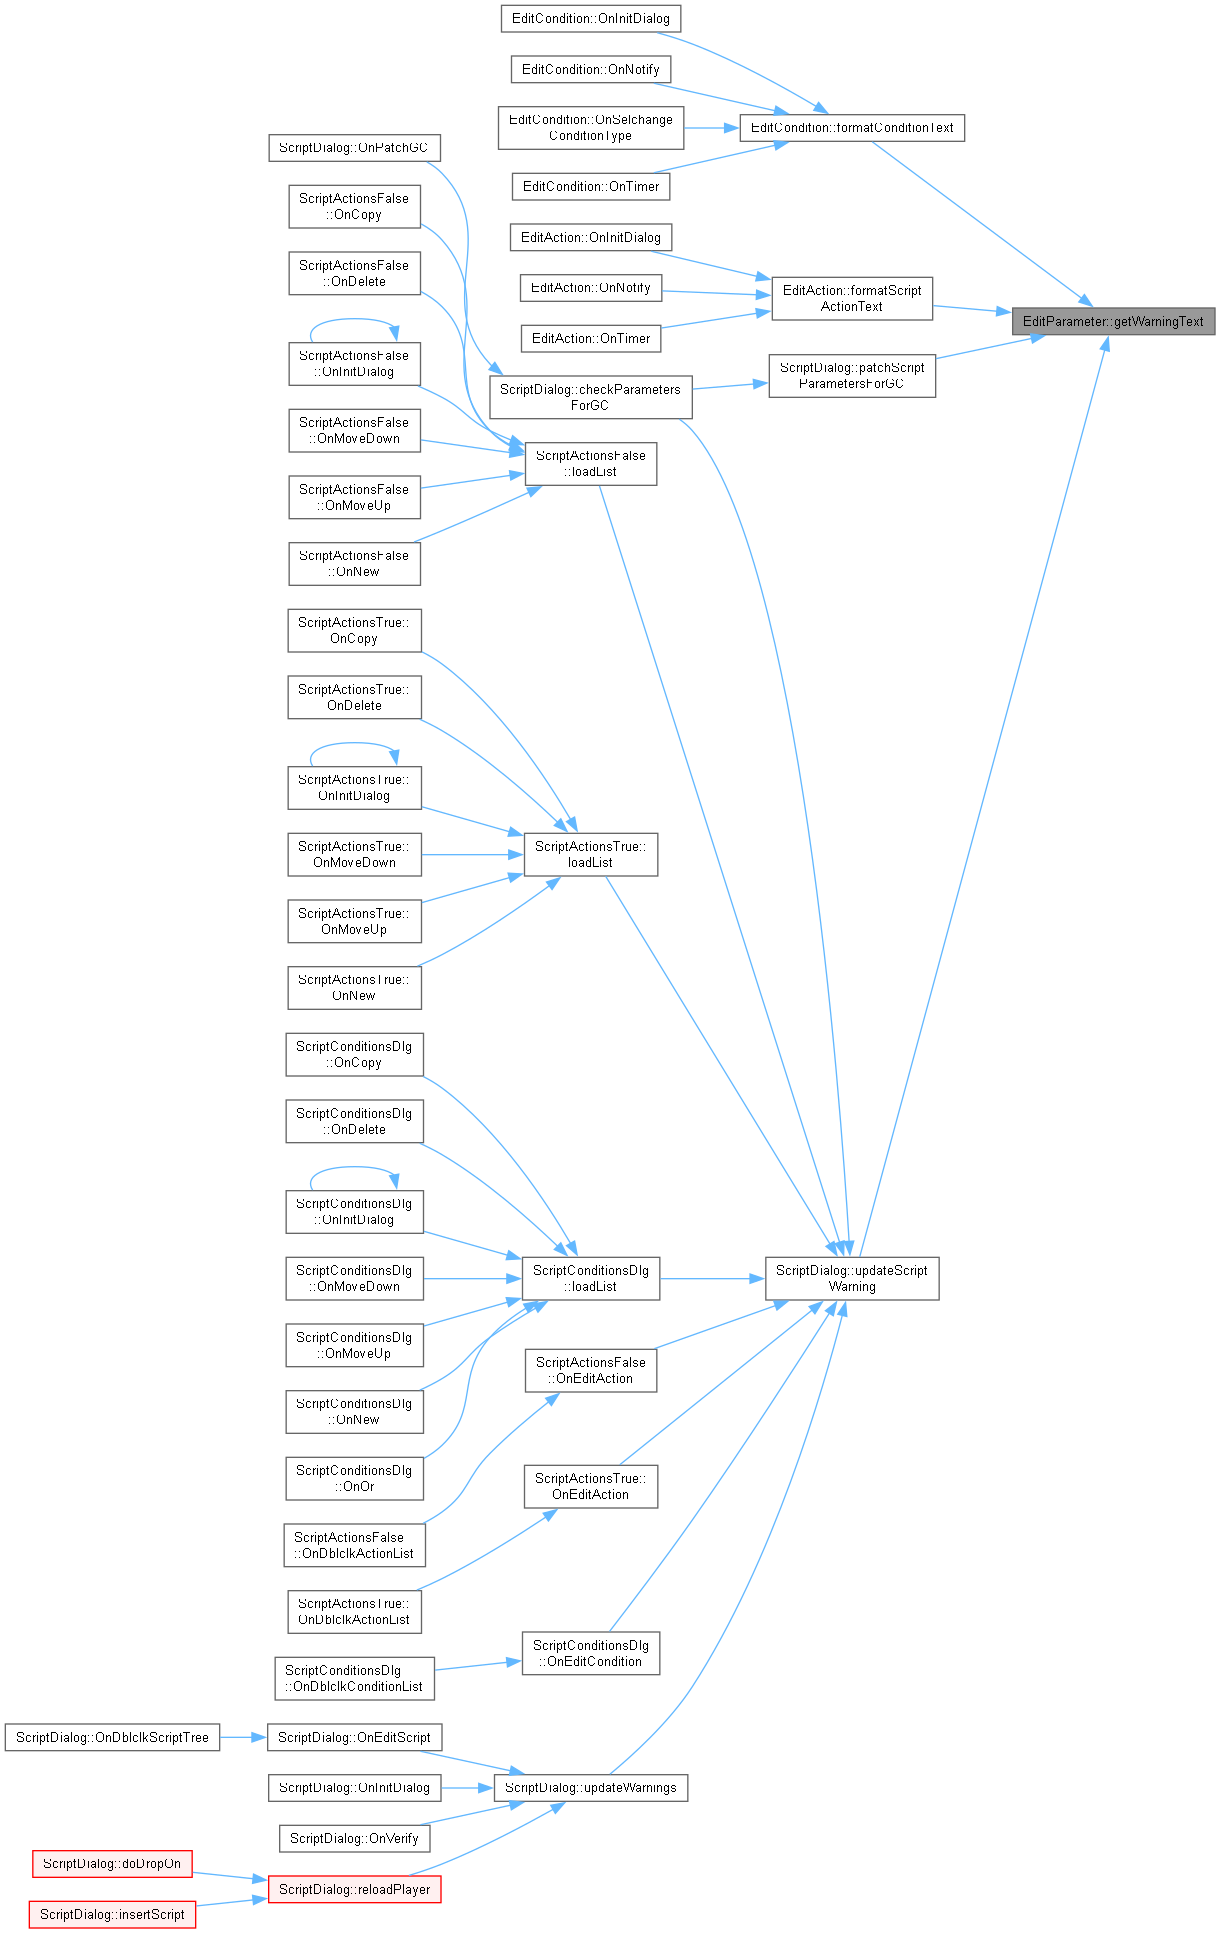 EditCondition::OnInitDialog
EditCondition::OnNotify
EditCondition::OnSelchange
ConditionType
EditCondition::formatConditionText
ScriptDialog::OnPatchGC
EditCondition::OnTimer
ScriptActionsFalse
::OnCopy
EditAction::OnInitDialog
ScriptActionsFalse
::OnDelete
EditAction::OnNotify
EditAction::formatScript
ActionText
EditParameter::getWarningText
EditAction::OnTimer
ScriptActionsFalse
::OnInitDialog
ScriptDialog::patchScript
ParametersForGC
ScriptDialog::checkParameters
ForGC
ScriptActionsFalse
::OnMoveDown
ScriptActionsFalse
::loadList
ScriptActionsFalse
::OnMoveUp
ScriptActionsFalse
::OnNew
ScriptActionsTrue::
OnCopy
ScriptActionsTrue::
OnDelete
ScriptActionsTrue::
OnInitDialog
ScriptActionsTrue::
OnMoveDown
ScriptActionsTrue::
loadList
ScriptActionsTrue::
OnMoveUp
ScriptActionsTrue::
OnNew
ScriptConditionsDlg
::OnCopy
ScriptConditionsDlg
::OnDelete
ScriptConditionsDlg
::OnInitDialog
ScriptConditionsDlg
::OnMoveDown
ScriptConditionsDlg
::loadList
ScriptDialog::updateScript
Warning
ScriptConditionsDlg
::OnMoveUp
ScriptActionsFalse
::OnEditAction
ScriptConditionsDlg
::OnNew
ScriptConditionsDlg
::OnOr
ScriptActionsTrue::
OnEditAction
ScriptActionsFalse
::OnDblclkActionList
ScriptActionsTrue::
OnDblclkActionList
ScriptConditionsDlg
::OnEditCondition
ScriptConditionsDlg
::OnDblclkConditionList
ScriptDialog::OnDblclkScriptTree
ScriptDialog::OnEditScript
ScriptDialog::OnInitDialog
ScriptDialog::updateWarnings
ScriptDialog::OnVerify
ScriptDialog::doDropOn
ScriptDialog::reloadPlayer
ScriptDialog::insertScript